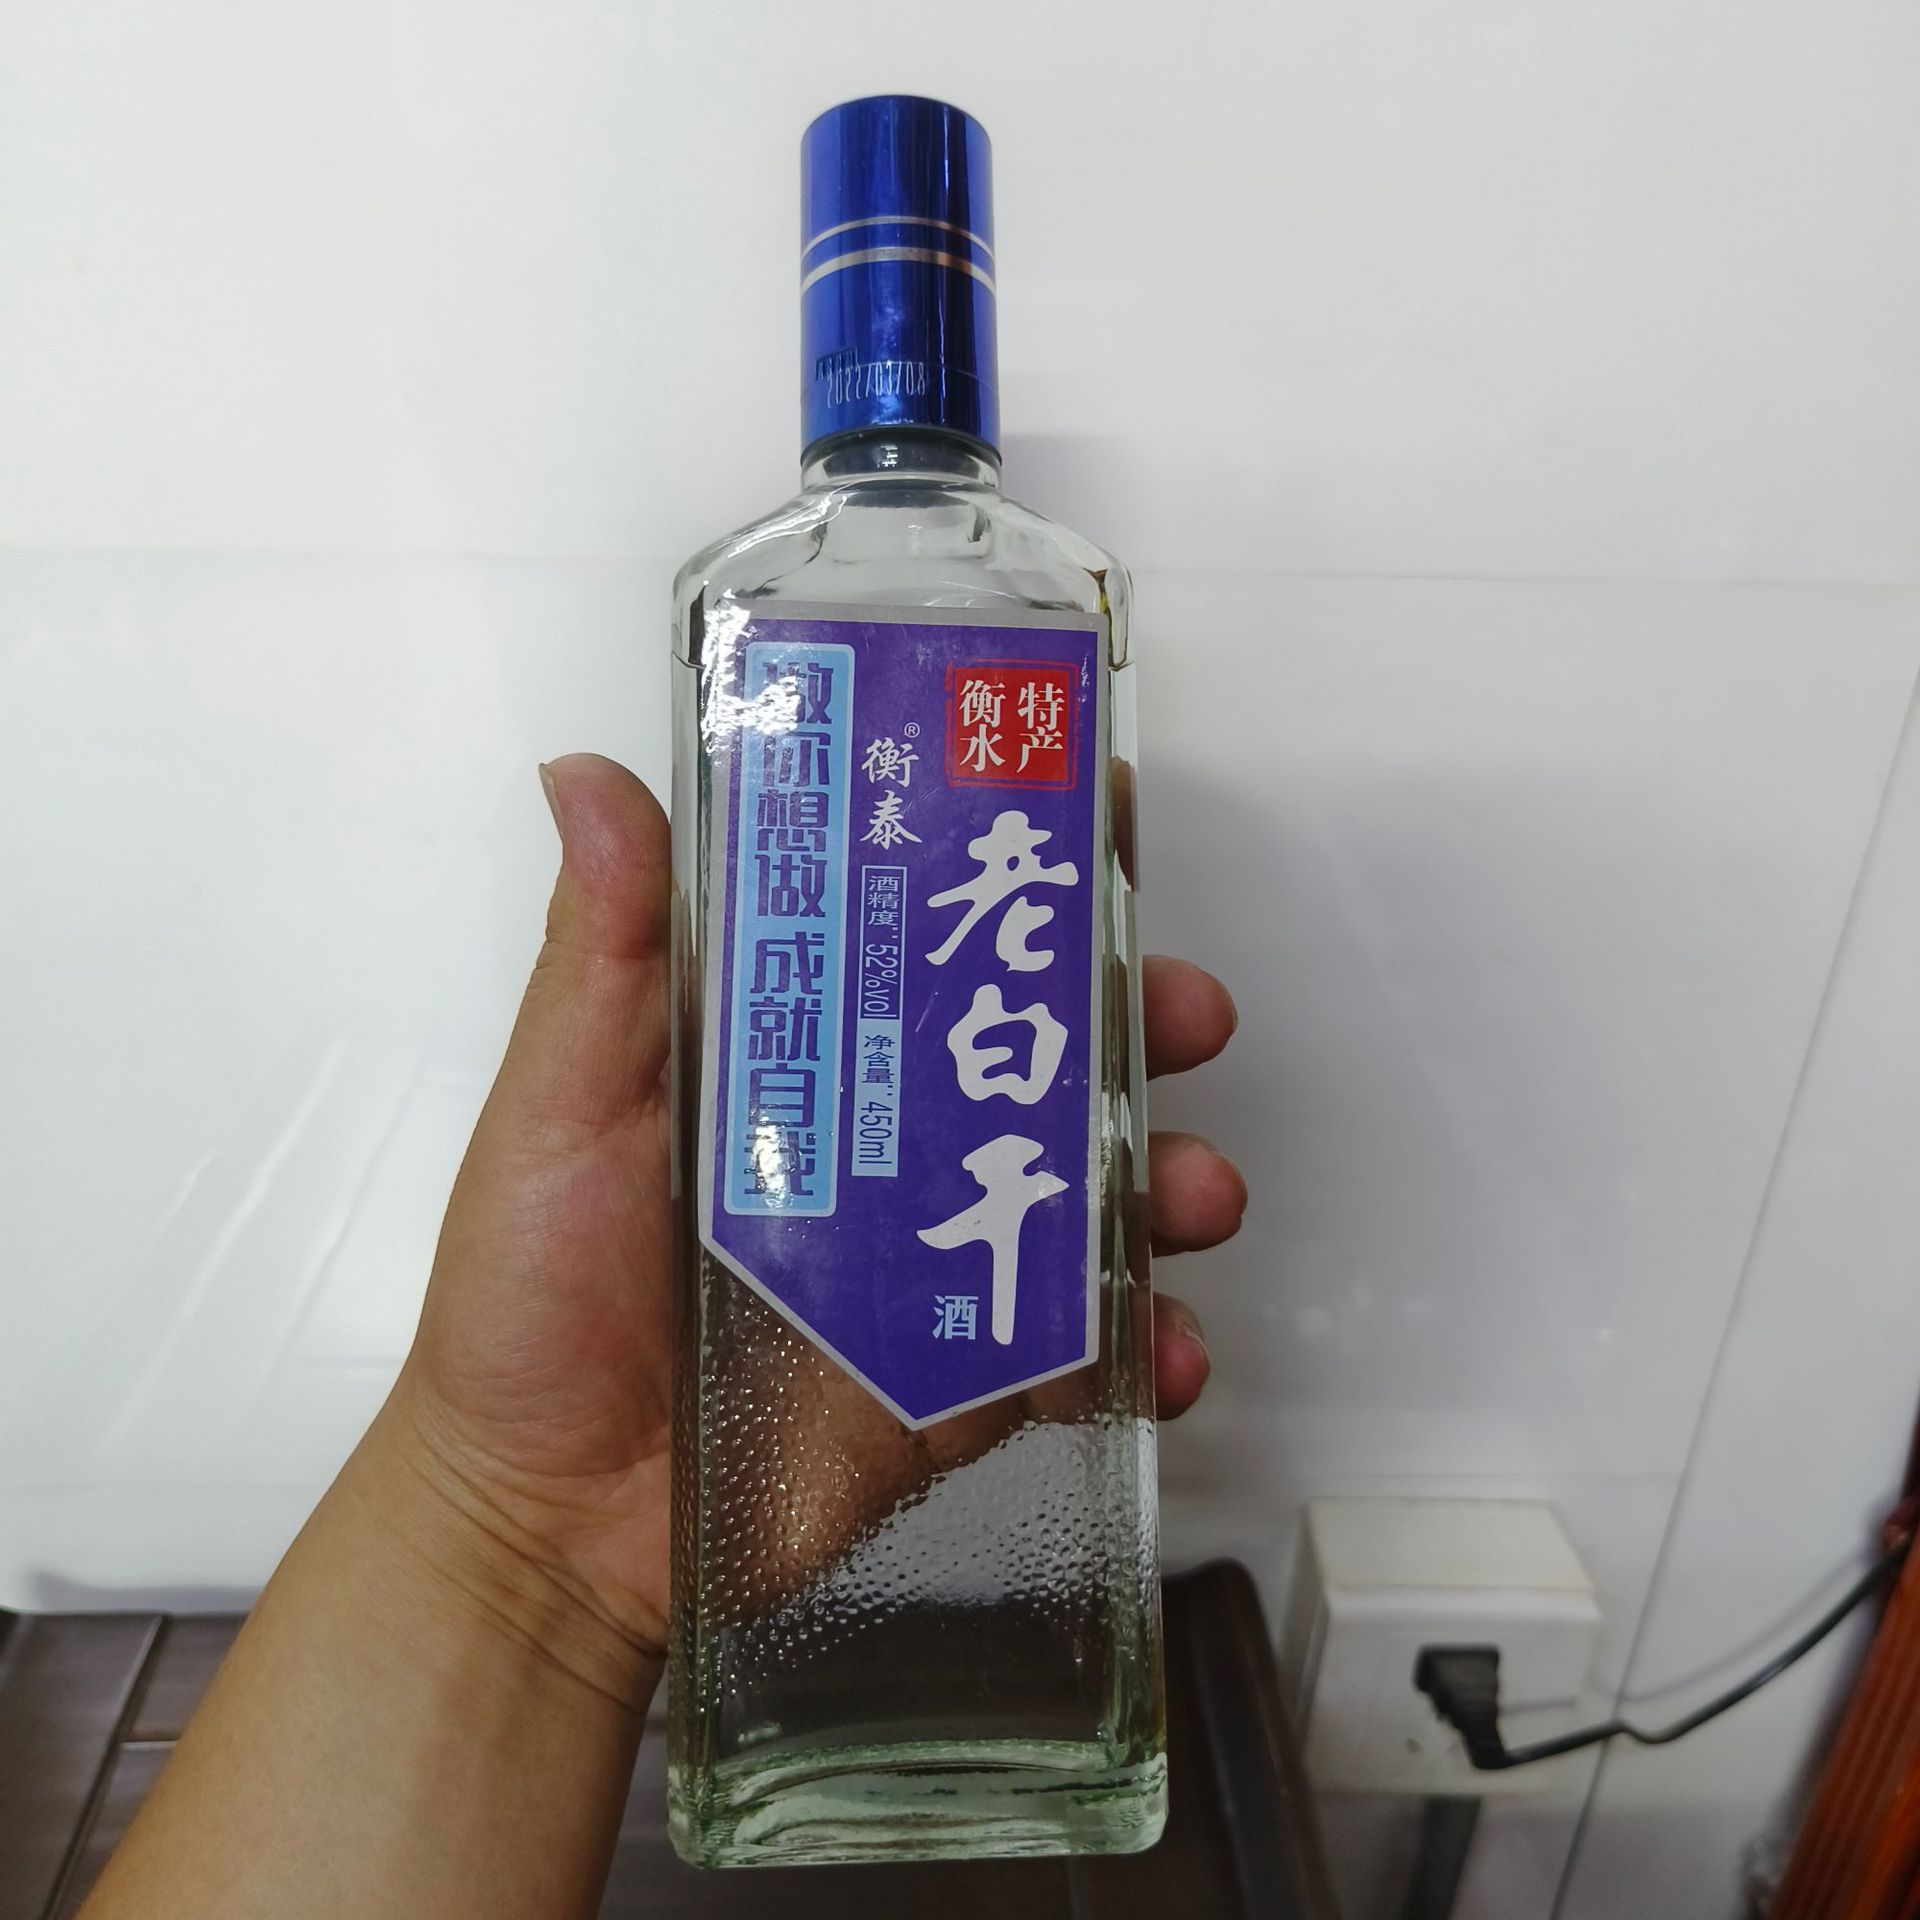 2022/03/08
特产
衡水
老白干
酒
衡泰®
酒精度:52%vol
净含量:450ml
做你想做 成就自我